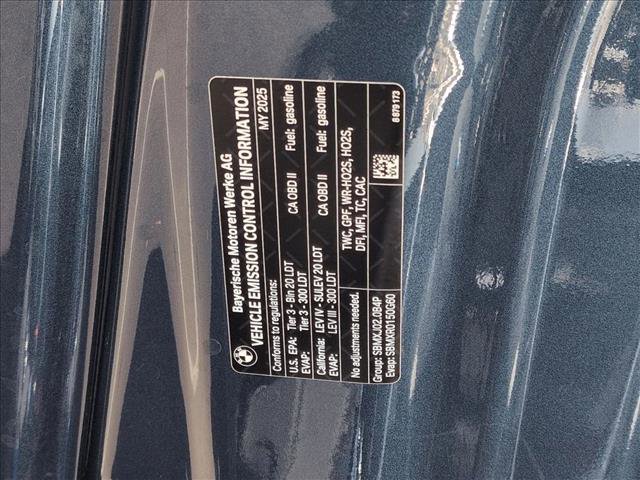 Bayerische Motoren Werke AG
VEHICLE EMISSION CONTROL INFORMATION
Conforms to regulations: MY 2025
U.S. EPA: Tier 3 - Bin 20 LDT CA OBD II Fuel: gasoline
EVAP: Tier 3 - 300 LDT
California: LEV IV - SULEV 20 LDT CA OBD II Fuel: gasoline
EVAP: LEV III - 300 LDT
No adjustments needed. TWC, GPF, WR-HO2S, HO2S,
DFI, MFI, TC, CAC
Group: SBMXJ02.0B4P
Evap: SBMXR0150G60 8 879 173